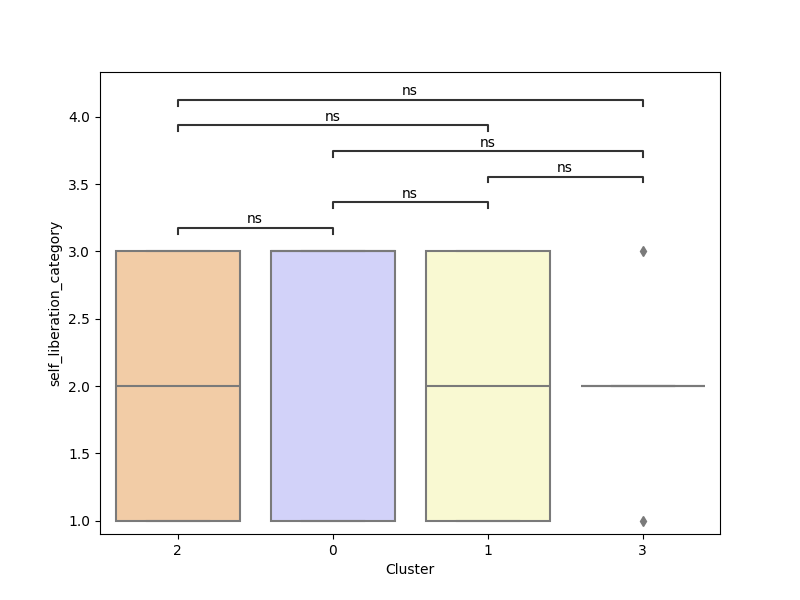 ns
4.0
ns
ns
3.5
ns
ns
ns
3.0
2.5
2.0
1.5
1.0
self_liberation_category
2 0 1 3
Cluster